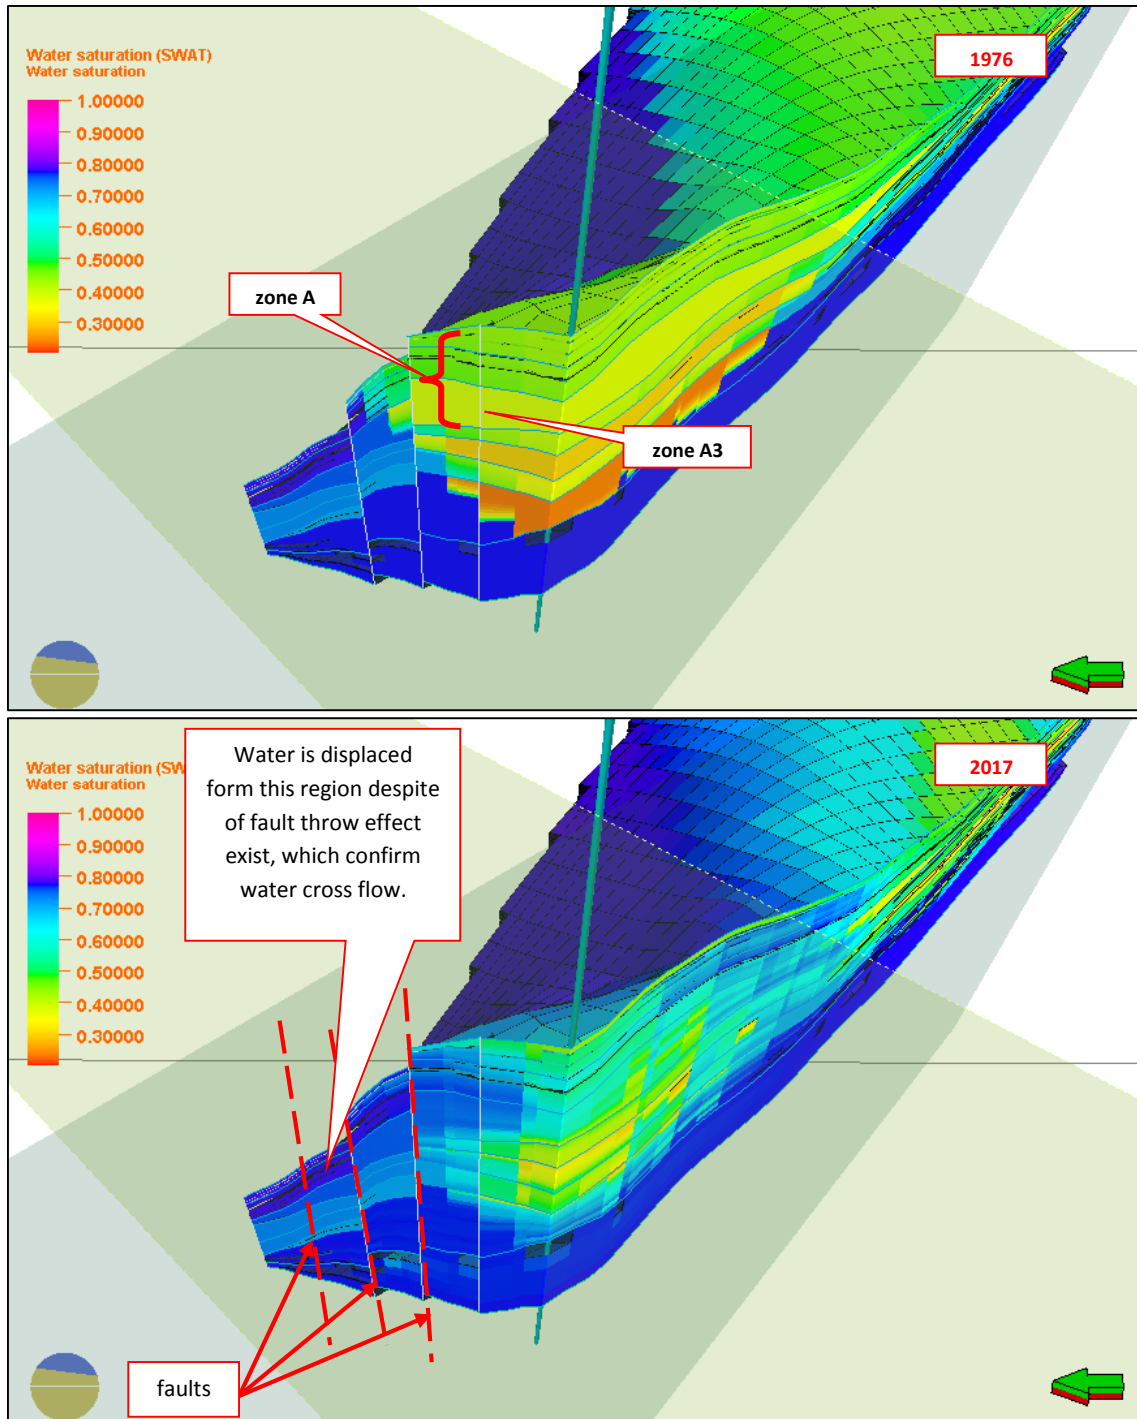 Water saturation (SWAT)
Water saturation
1.00000
0.90000
0.80000
0.70000
0.60000
0.50000
0.40000
0.30000
1976
zone A
zone A3
Water saturation (SW
Water saturation
1.00000
0.90000
0.80000
0.70000
0.60000
0.50000
0.40000
0.30000
Water is displaced
form this region despite
of fault throw effect
exist, which confirm
water cross flow.
2017
faults